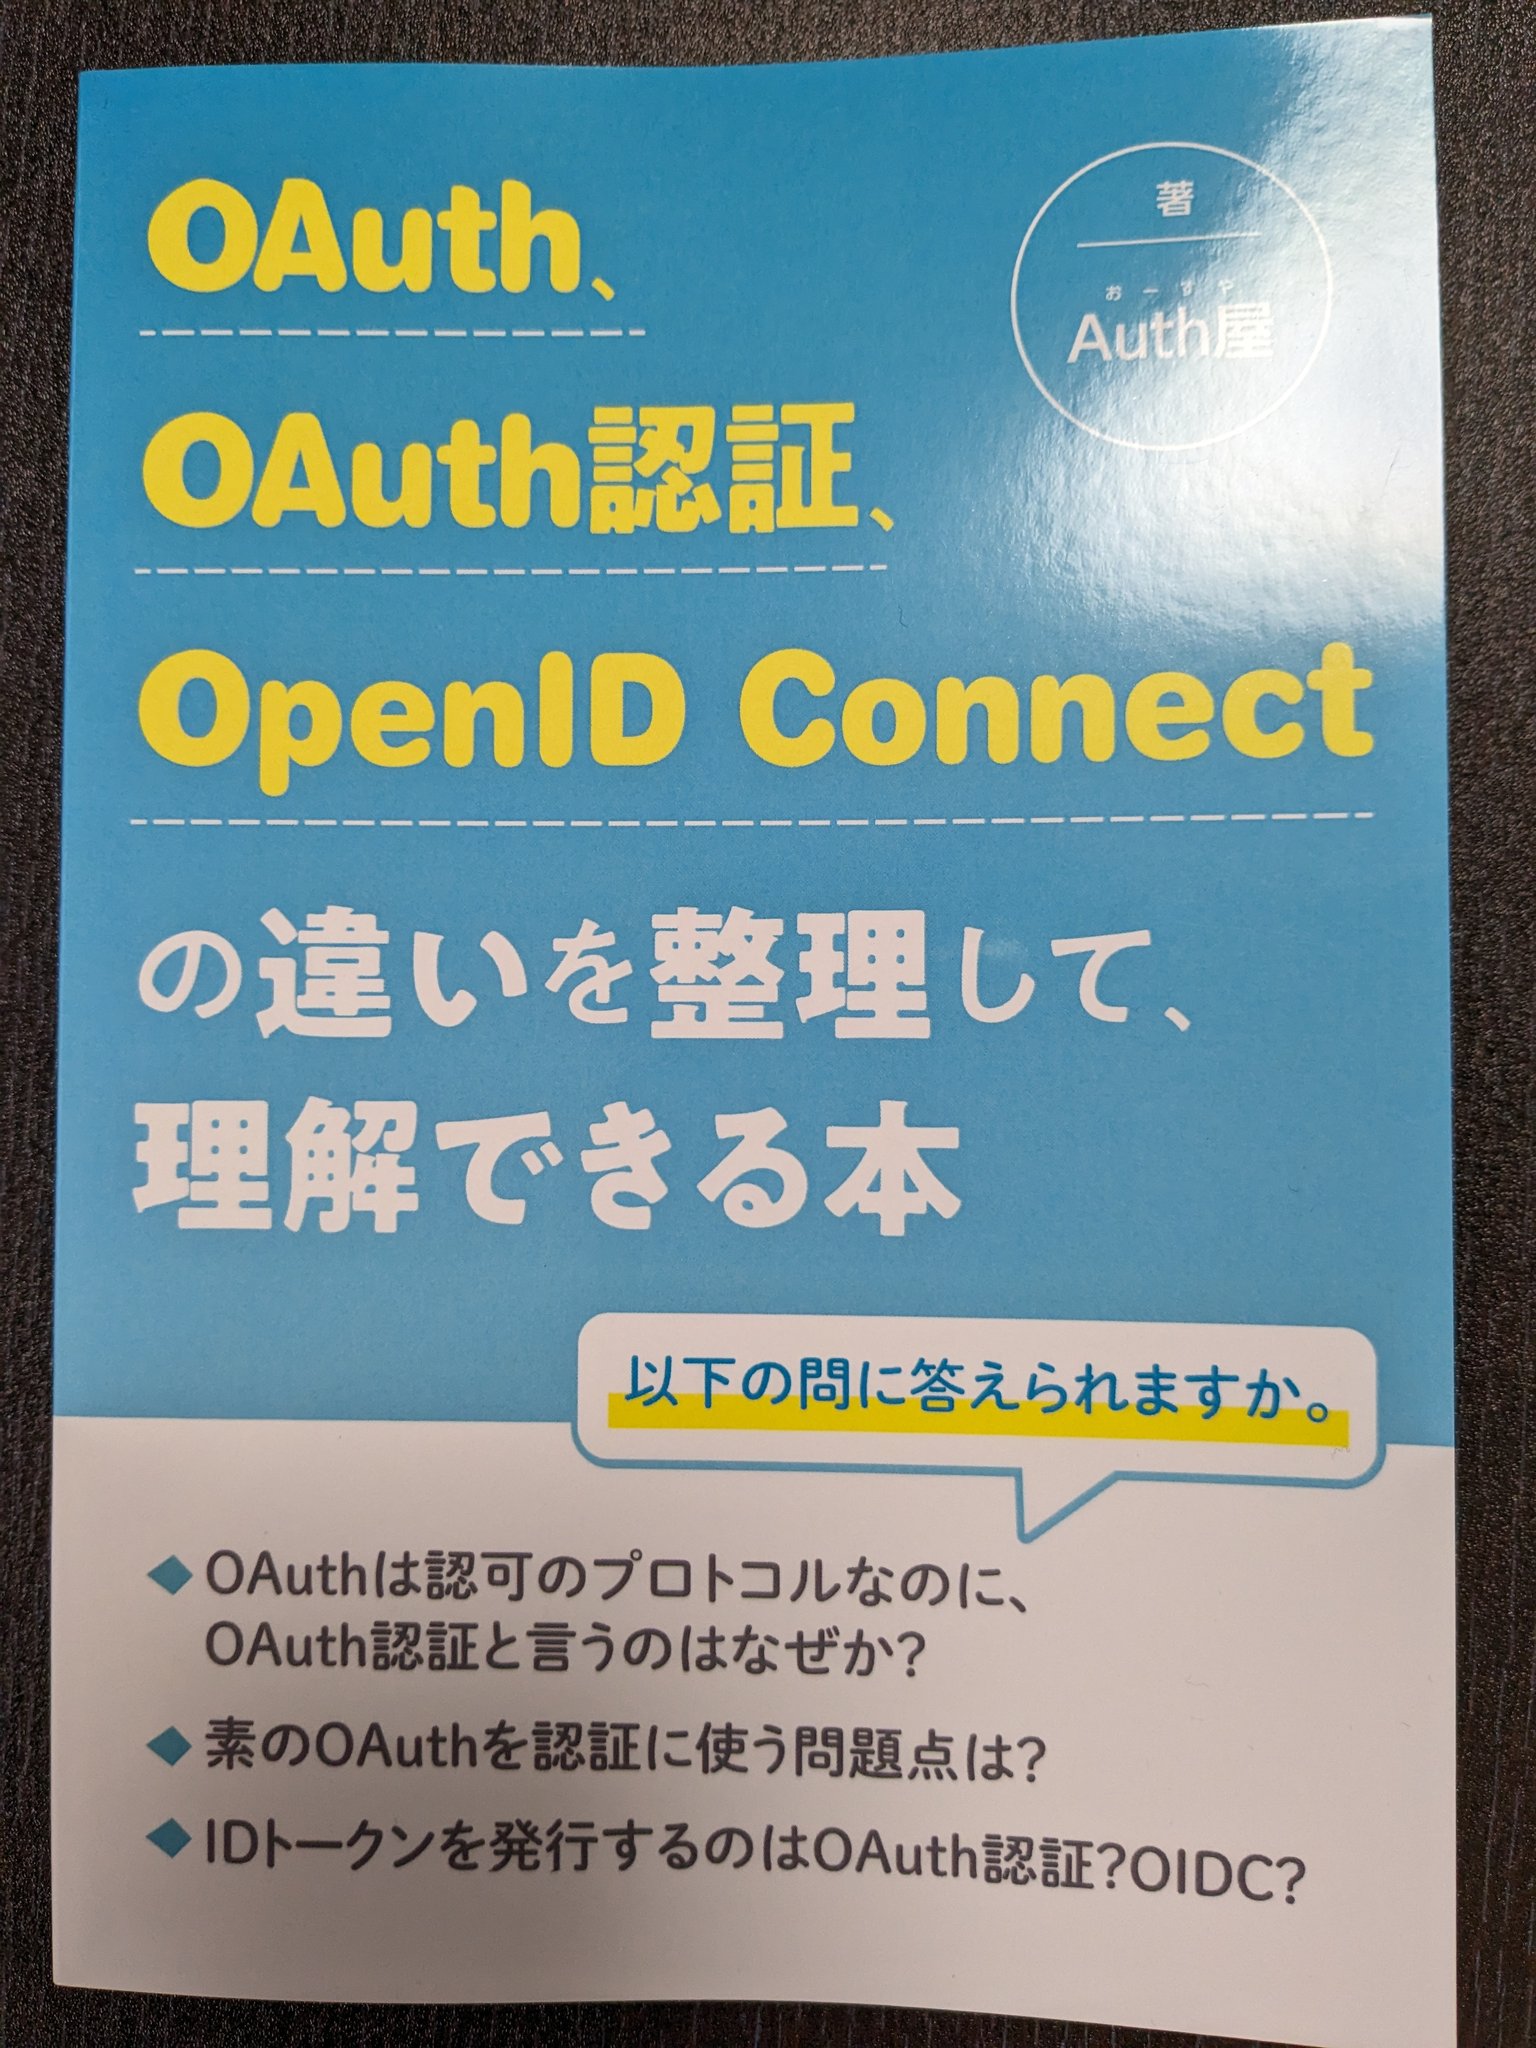 OAuth、
著
おーすや
Auth屋
OAuth認証、
OpenID Connect
の違いを整理して、
理解できる本
以下の問に答えられますか。
OAuthは認可のプロトコルなのに、
OAuth認証と言うのはなぜか?
素のOAuthを認証に使う問題点は?
IDトークンを発行するのはOAuth認証?OIDC?